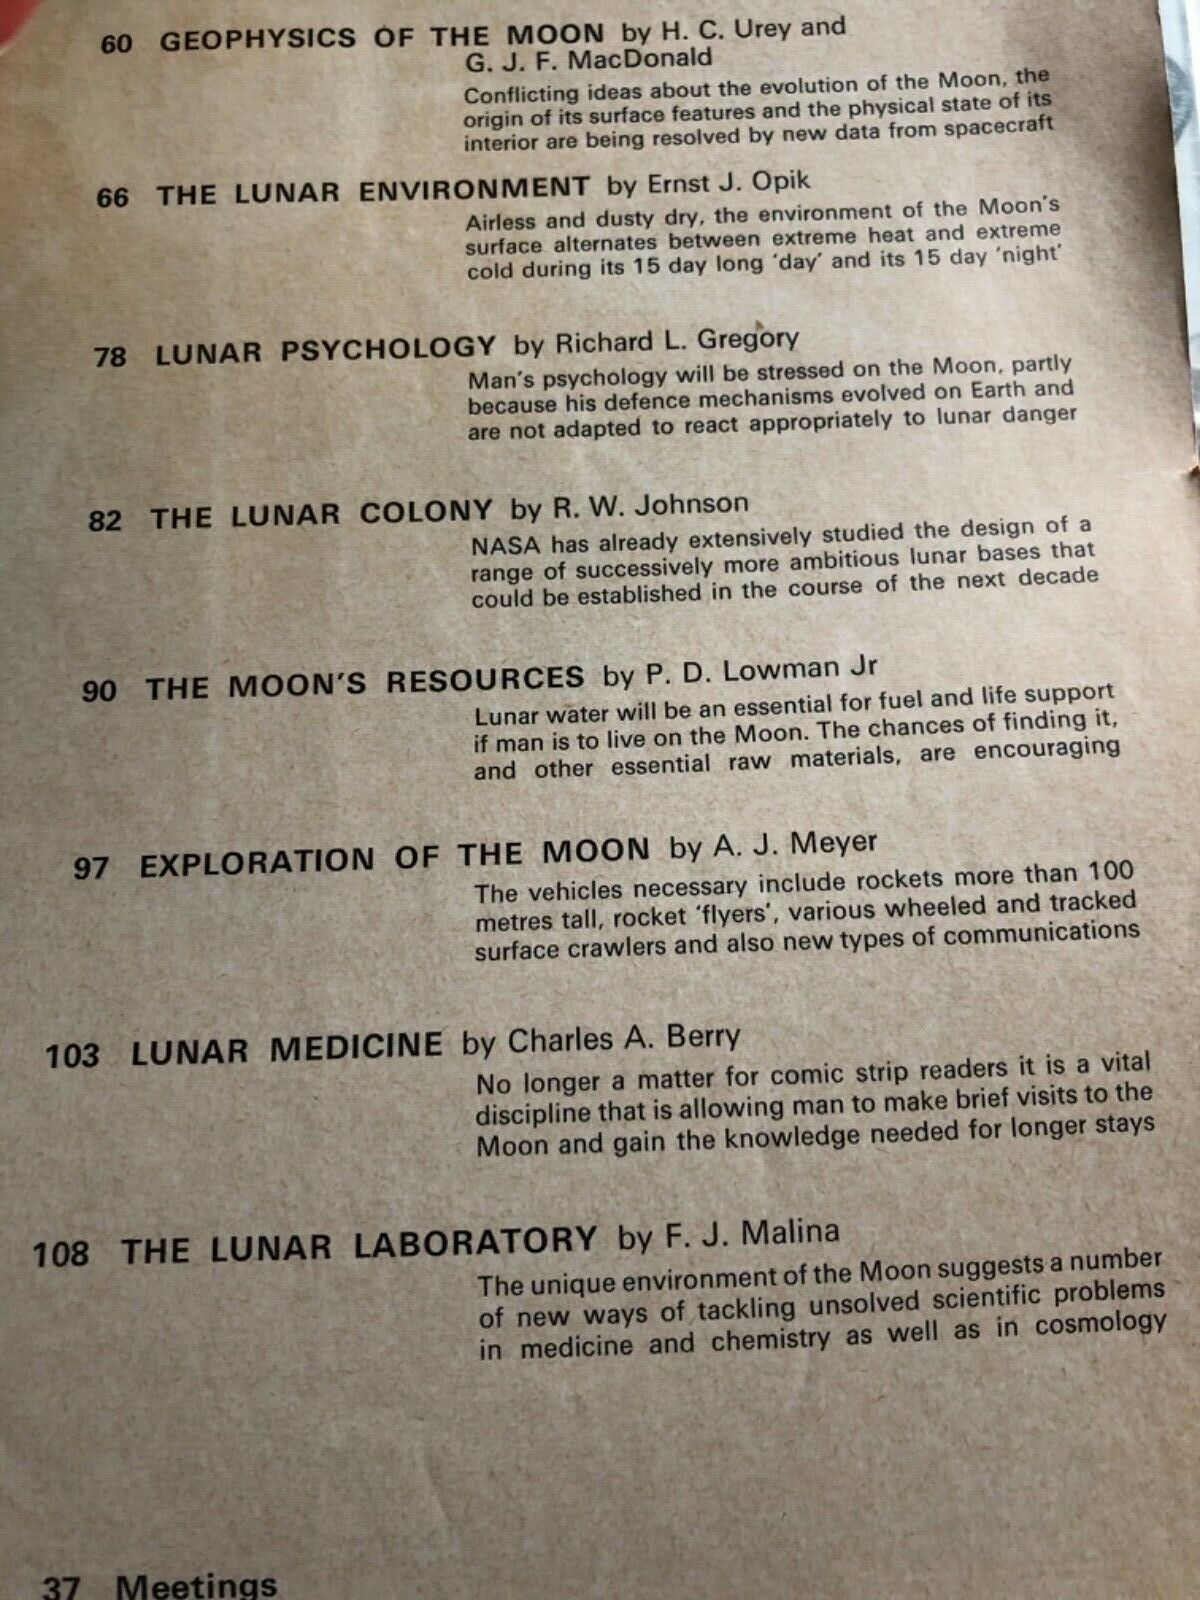 60 GEOPHYSICS OF THE MOON by H. C. Urey and
G. J. F. MacDonald
Conflicting ideas about the evolution of the Moon, the
origin of its surface features and the physical state of its
interior are being resolved by new data from spacecraft
66 THE LUNAR ENVIRONMENT by Ernst J. Opik
Airless and dusty dry, the environment of the Moon's
surface alternates between extreme heat and extreme
cold during its 15 day long 'day' and its 15 day 'night'
78 LUNAR PSYCHOLOGY by Richard L. Gregory
Man's psychology will be stressed on the Moon, partly
because his defence mechanisms evolved on Earth and
are not adapted to react appropriately to lunar danger
82 THE LUNAR COLONY by R. W. Johnson
NASA has already extensively studied the design of a
range of successively more ambitious lunar bases that
could be established in the course of the next decade
90 THE MOON'S RESOURCES by P. D. Lowman Jr
Lunar water will be an essential for fuel and life support
if man is to live on the Moon. The chances of finding it,
and other essential raw materials, are encouraging
97 EXPLORATION OF THE MOON by A. J. Meyer
The vehicles necessary include rockets more than 100
metres tall, rocket 'flyers', various wheeled and tracked
surface crawlers and also new types of communications
103 LUNAR MEDICINE by Charles A. Berry
No longer a matter for comic strip readers it is a vital
discipline that is allowing man to make brief visits to the
Moon and gain the knowledge needed for longer stays
108 THE LUNAR LABORATORY by F. J. Malina
The unique environment of the Moon suggests a number
of new ways of tackling unsolved scientific problems
in medicine and chemistry as well as in cosmology
37 Meetings